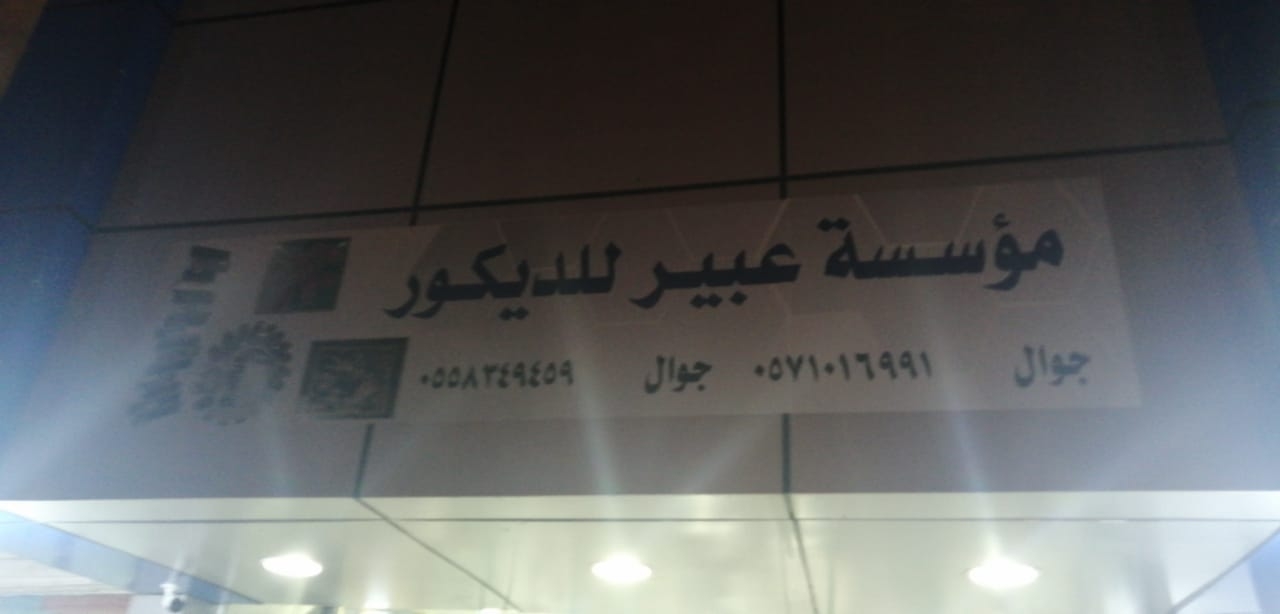 مؤسسة عبير للديكور
جوال ٠٥٧١٠١٦٩٩١ جوال ٠٥٥٨٣٤٩٤٥٩